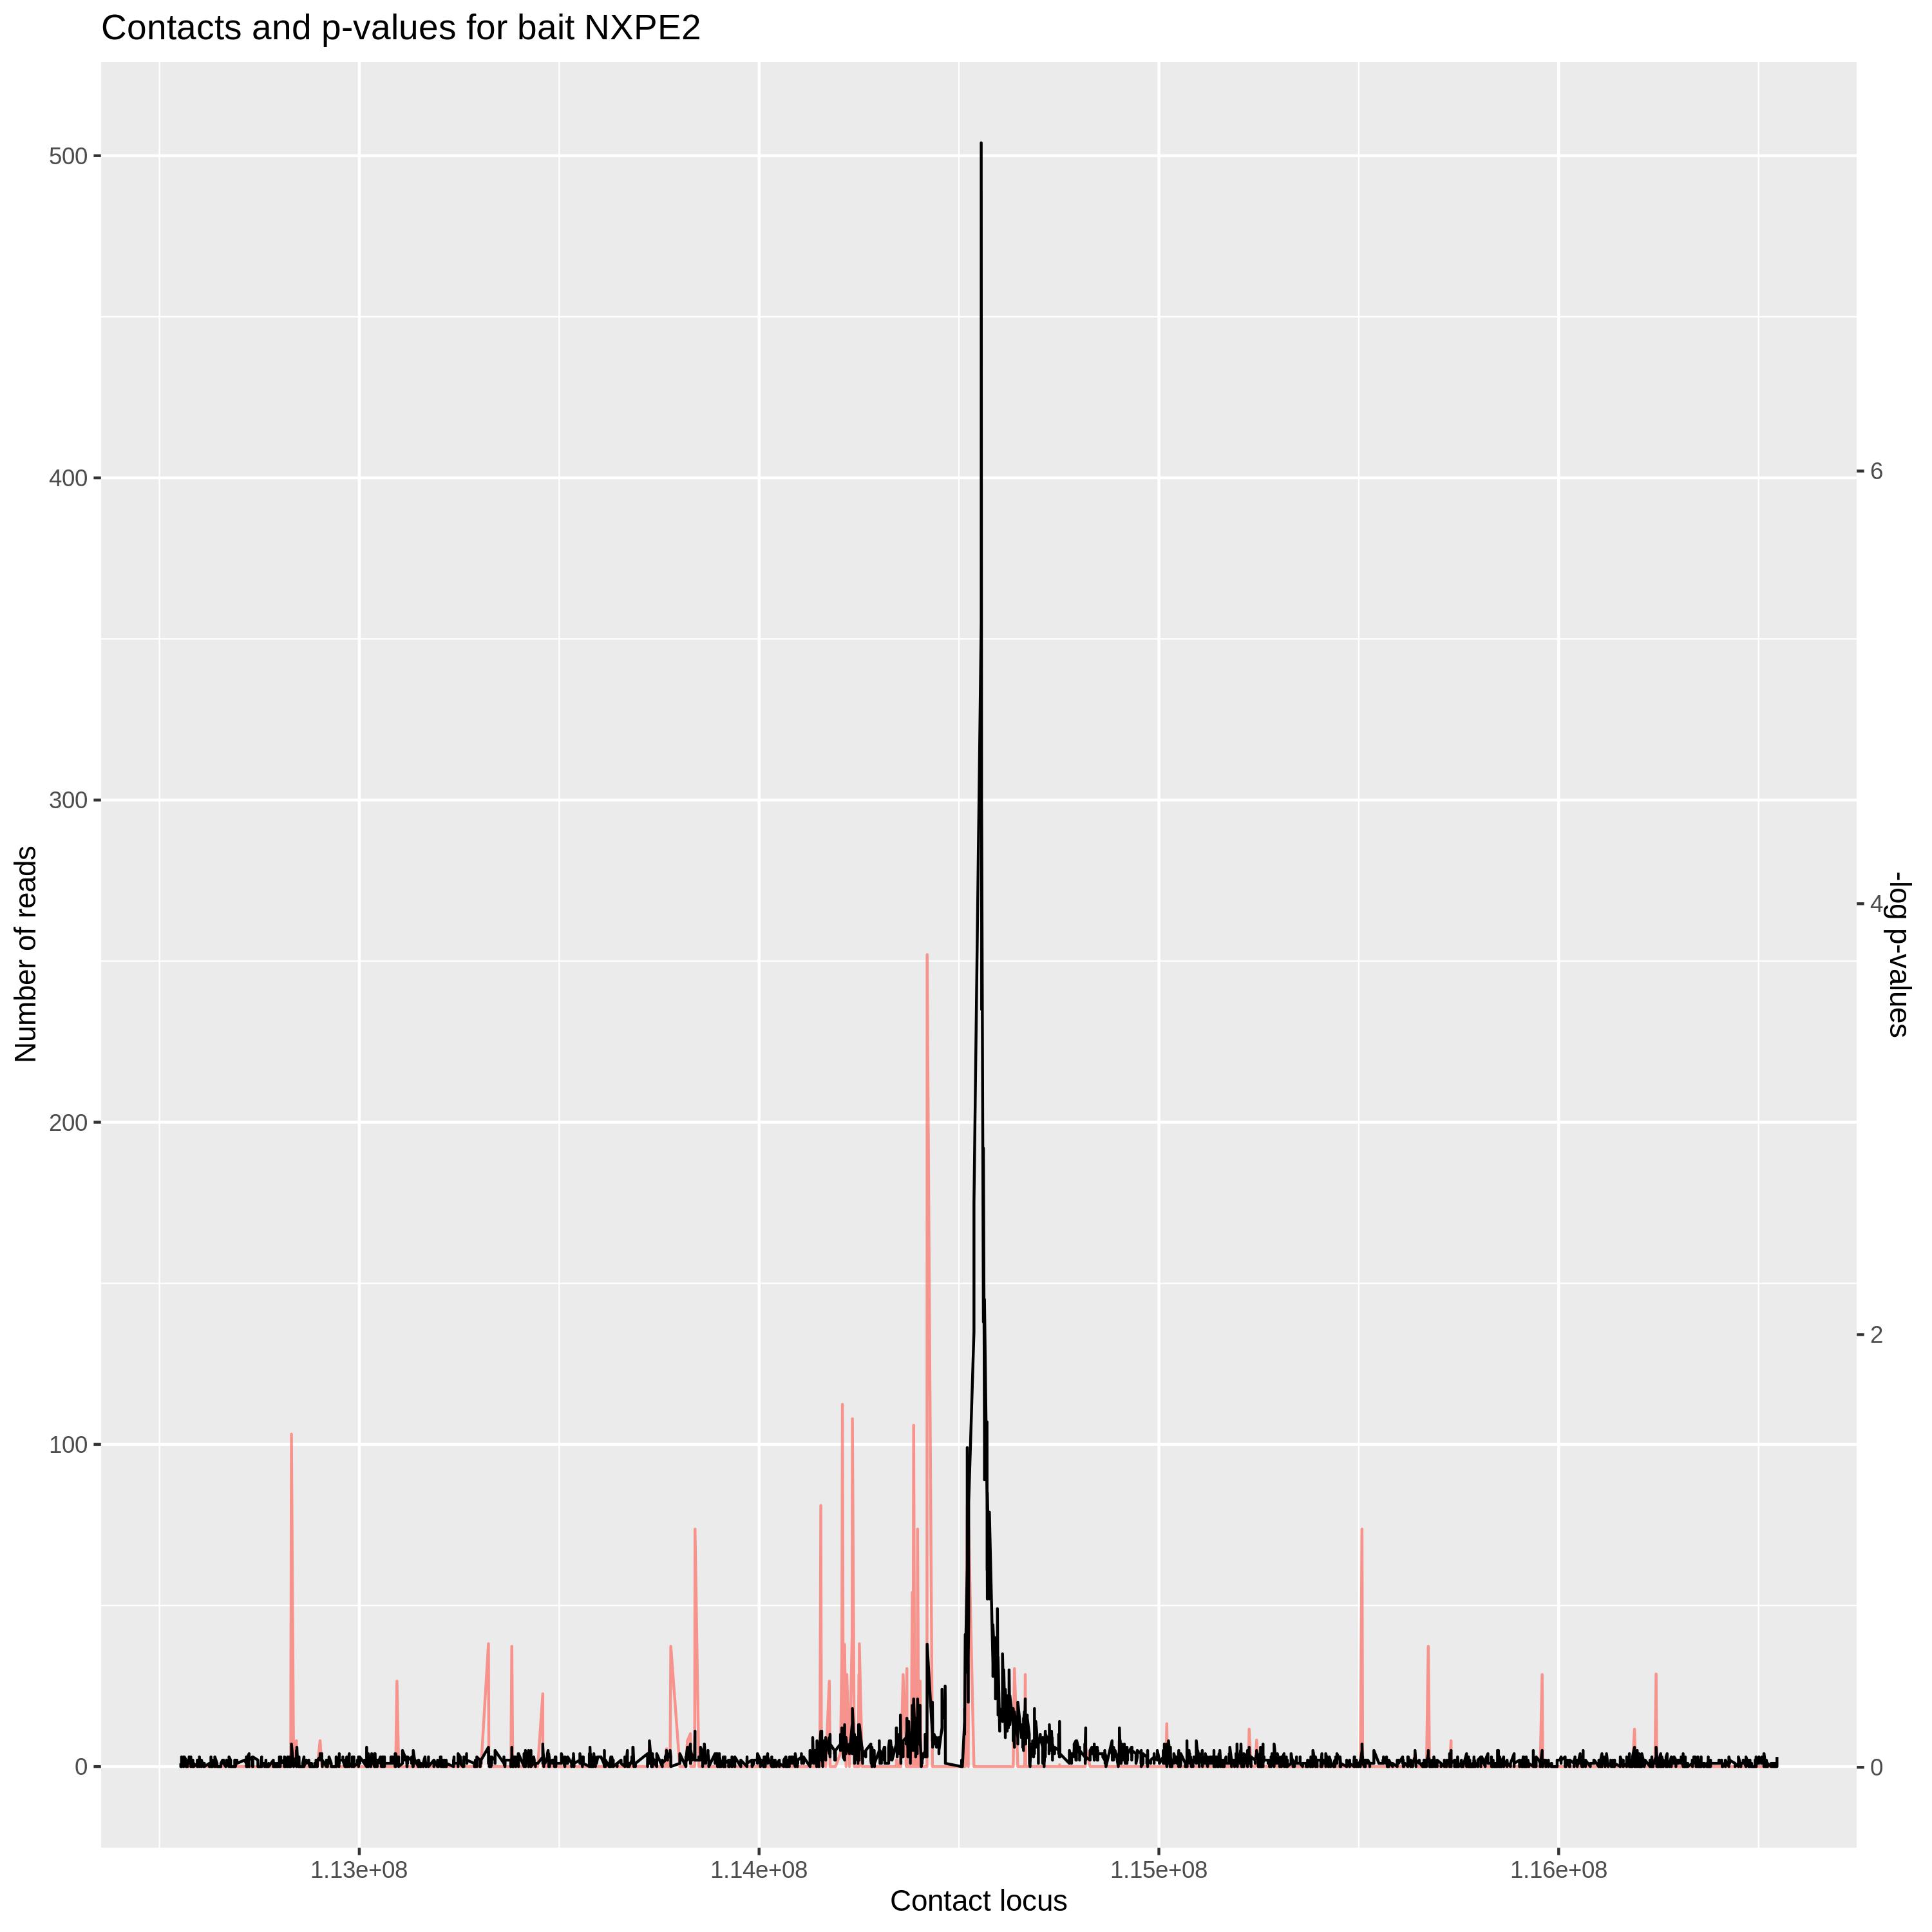 Contacts and p-values for bait NXPE2
500
400
300
200
100
0
Number of reads
6
4
2
0
-log p-values
1.13e+08
1.14e+08
1.15e+08
1.16e+08
Contact locus